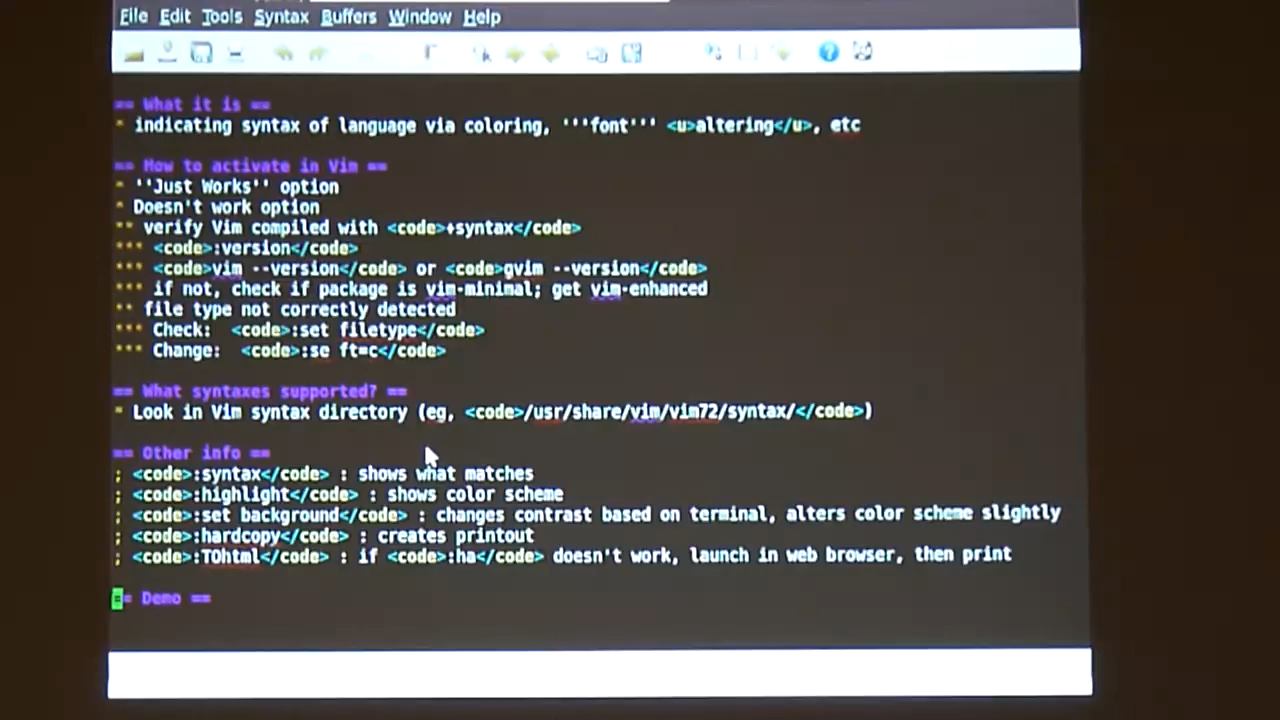 File Edit Tools Syntax Buffers Window Help
== What it is ==
* indicating syntax of language via coloring, '''font''' <u>altering</u>, etc
== How to activate in Vim ==
* ''Just Works'' option
* Doesn't work option
** verify Vim compiled with <code>+syntax</code>
*** <code>:version</code>
*** <code>vim --version</code> or <code>gvim --version</code>
*** if not, check if package is vim-minimal; get vim-enhanced
** file type not correctly detected
*** Check:  <code>:set filetype</code>
*** Change:  <code>:se ft=c</code>
== What syntaxes supported? ==
* Look in Vim syntax directory (eg, <code>/usr/share/vim/vim72/syntax/</code>)
== Other info ==
; <code>:syntax</code> : shows what matches
; <code>:highlight</code> : shows color scheme
; <code>:set background</code> : changes contrast based on terminal, alters color scheme slightly
; <code>:hardcopy</code> : creates printout
; <code>:TOhtml</code> : if <code>:ha</code> doesn't work, launch in web browser, then print
== Demo ==